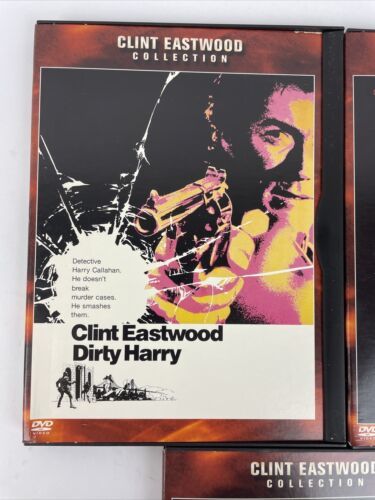 CLINT EASTWOOD
COLLECTION
Detective
Harry Callahan.
He doesn't
break
murder cases.
He smashes
them.
Clint Eastwood
Dirty Harry
DVD
VIDEO
CLINT EASTWOOD
COLLECTION